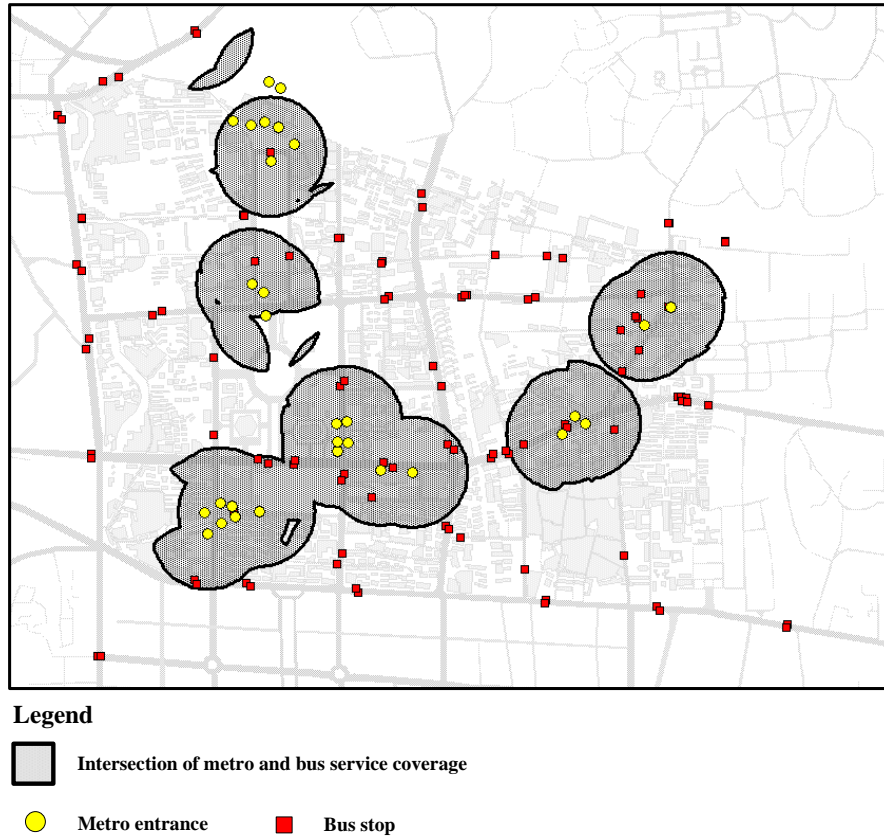 Legend
Intersection of metro and bus service coverage
Metro entrance Bus stop